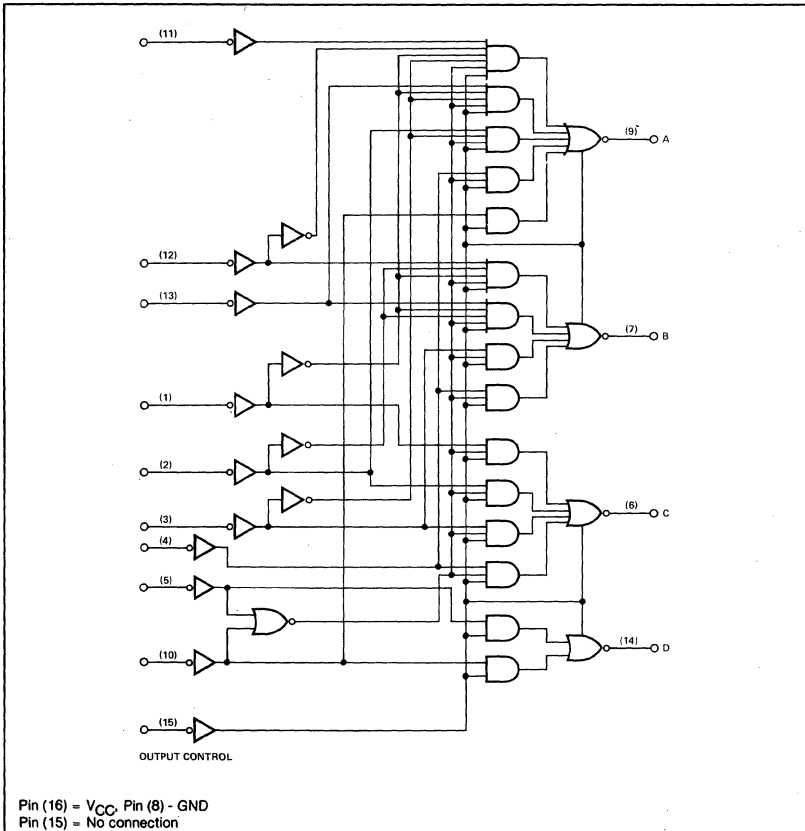 (11)
(9)
A
(12)
(13)
(7)
B
(1)
(2)
(6)
C
(3)
(4)
(5)
(14)
D
(10)
(15)
OUTPUT CONTROL
Pin (16) = VCC, Pin (8) - GND
Pin (15) = No connection